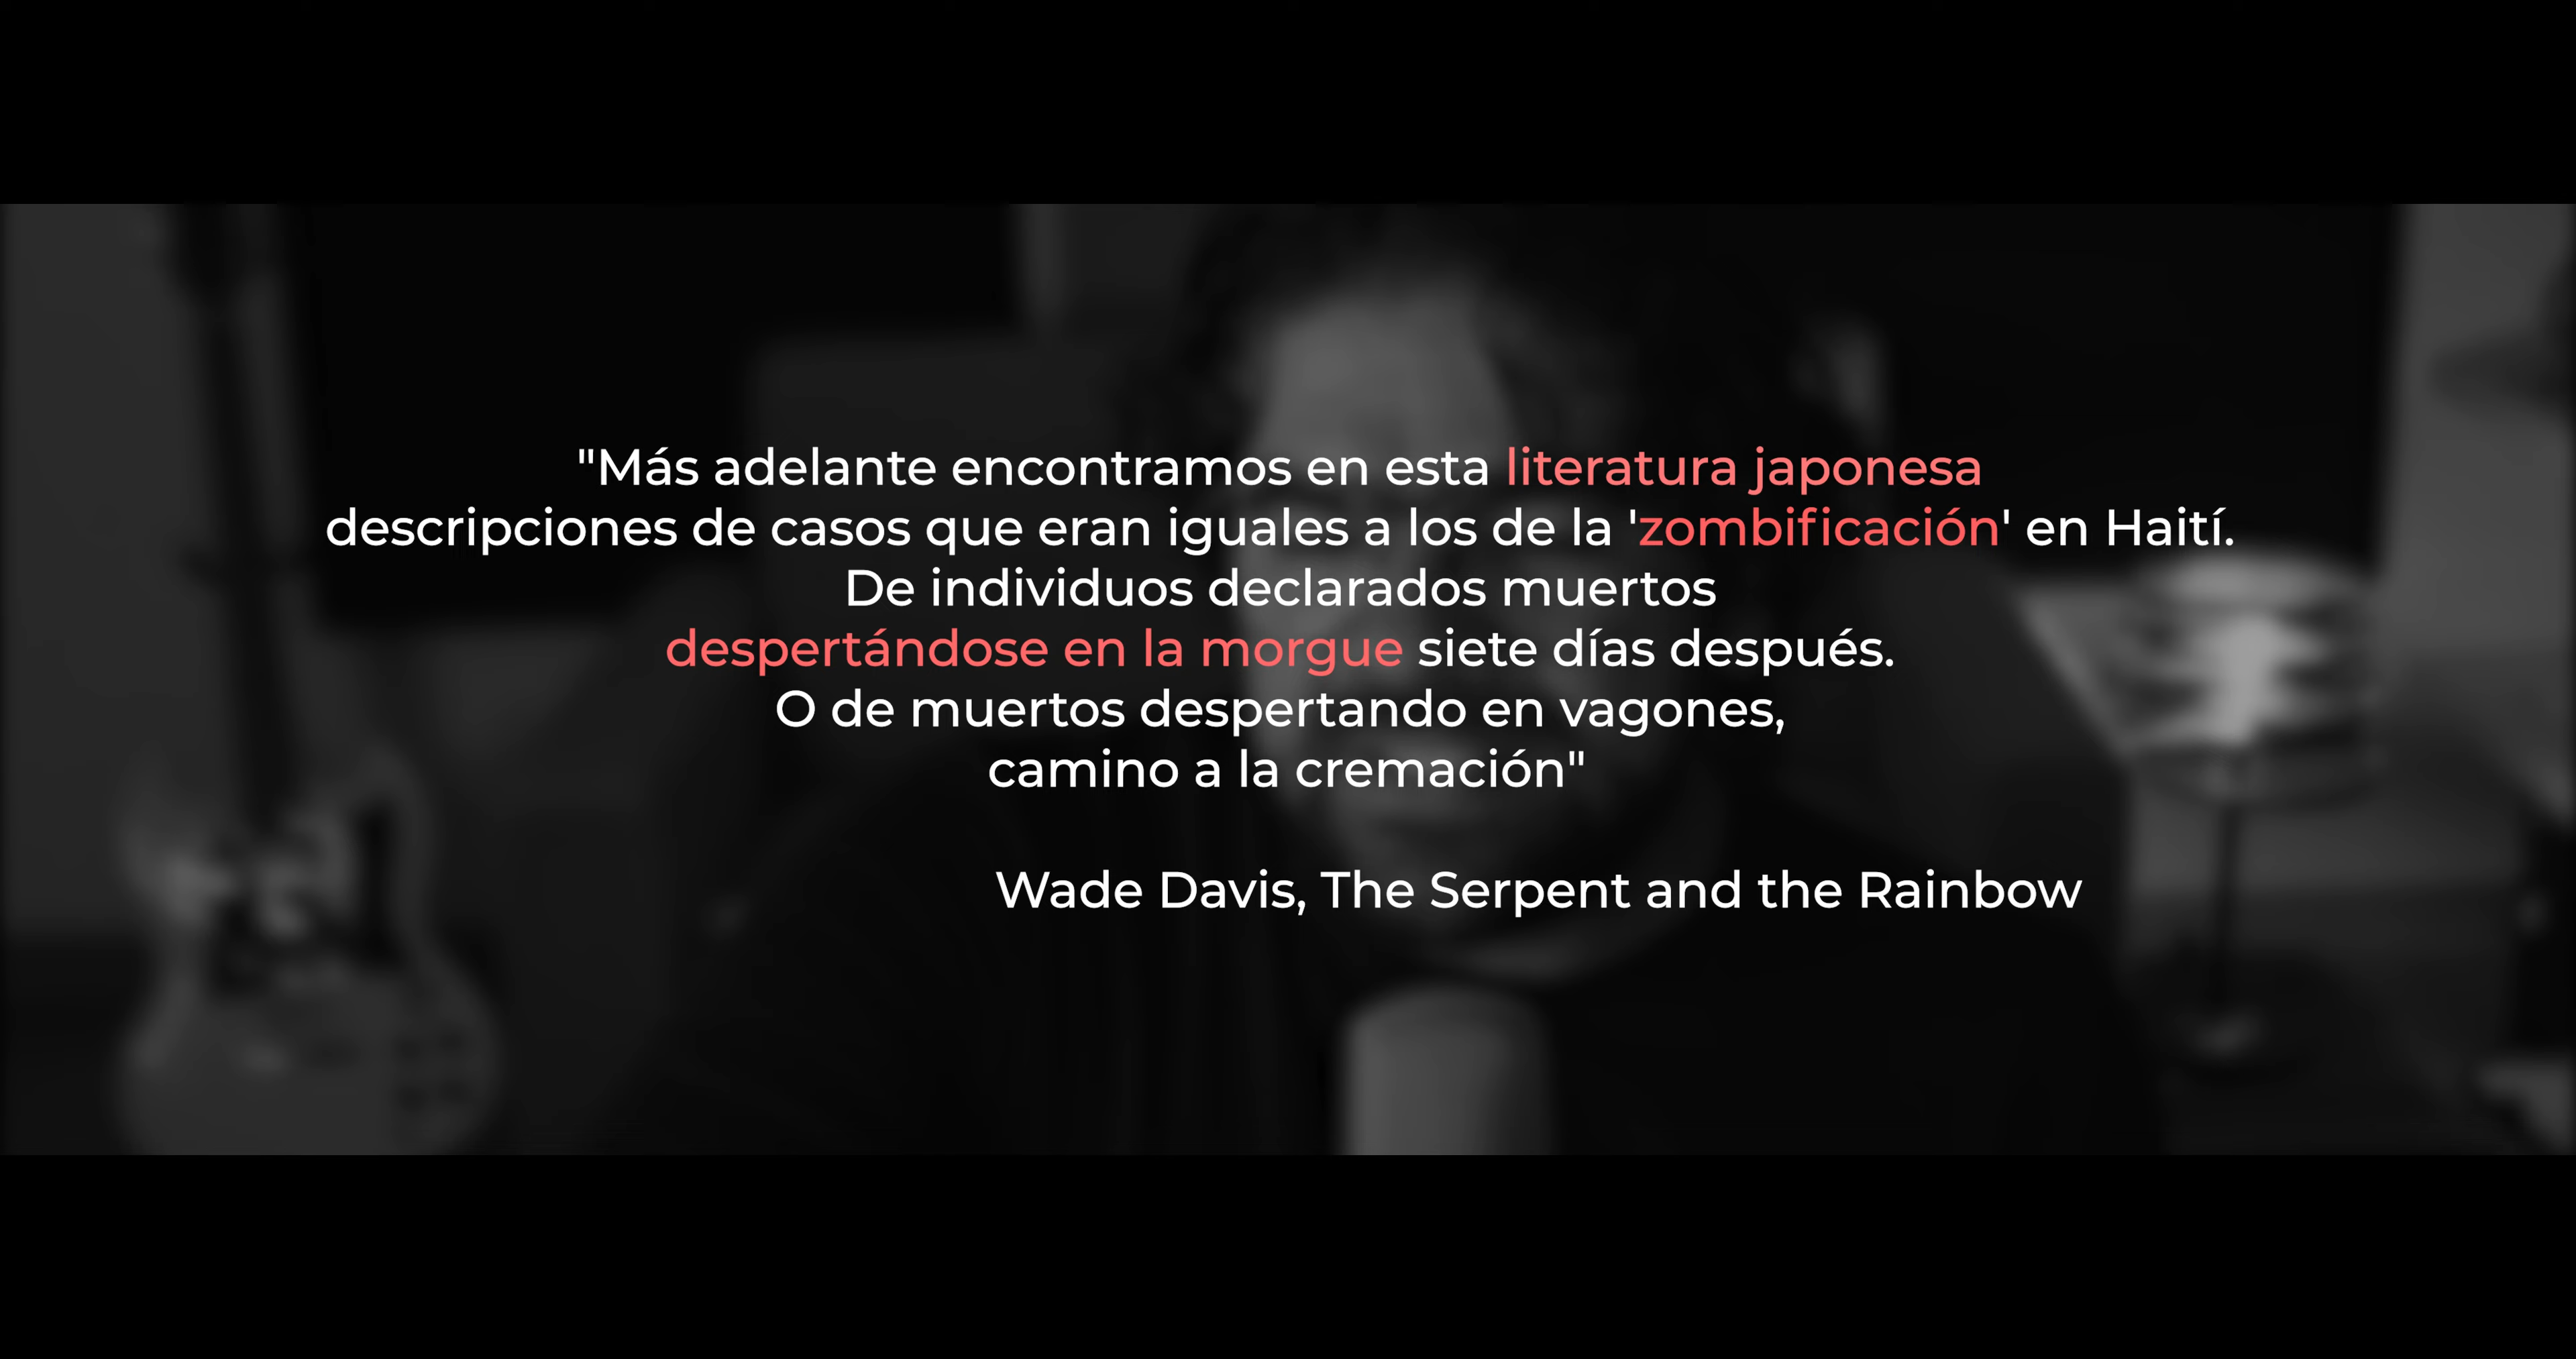 "Más adelante encontramos en esta literatura japonesa
descripciones de casos que eran iguales a los de la 'zombificación' en Haití.
De individuos declarados muertos
despertándose en la morgue siete días después.
O de muertos despertando en vagones,
camino a la cremación"
Wade Davis, The Serpent and the Rainbow